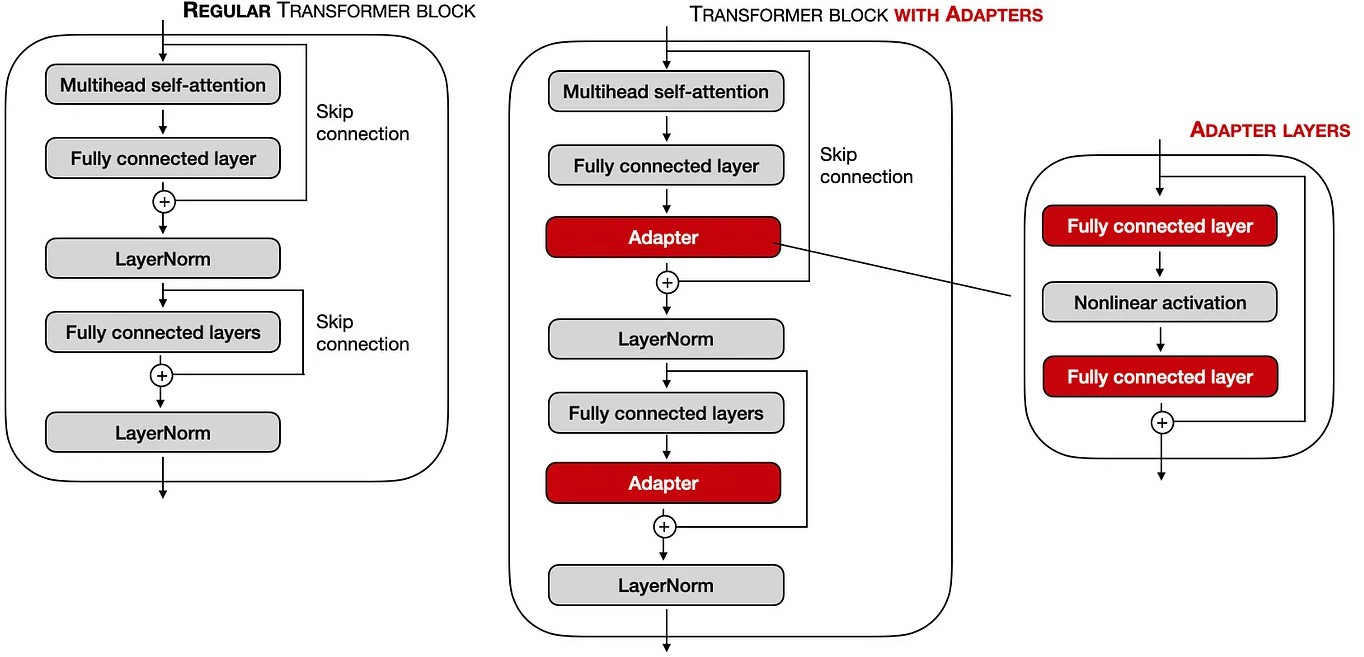 REGULAR TRANSFORMER BLOCK
Multihead self-attention
Skip
connection
Fully connected layer
+
LayerNorm
Fully connected layers
Skip
connection
+
LayerNorm
TRANSFORMER BLOCK WITH ADAPTERS
Multihead self-attention
Skip
connection
Fully connected layer
Adapter
+
LayerNorm
Fully connected layers
Adapter
+
LayerNorm
ADAPTER LAYERS
Fully connected layer
Nonlinear activation
Fully connected layer
+